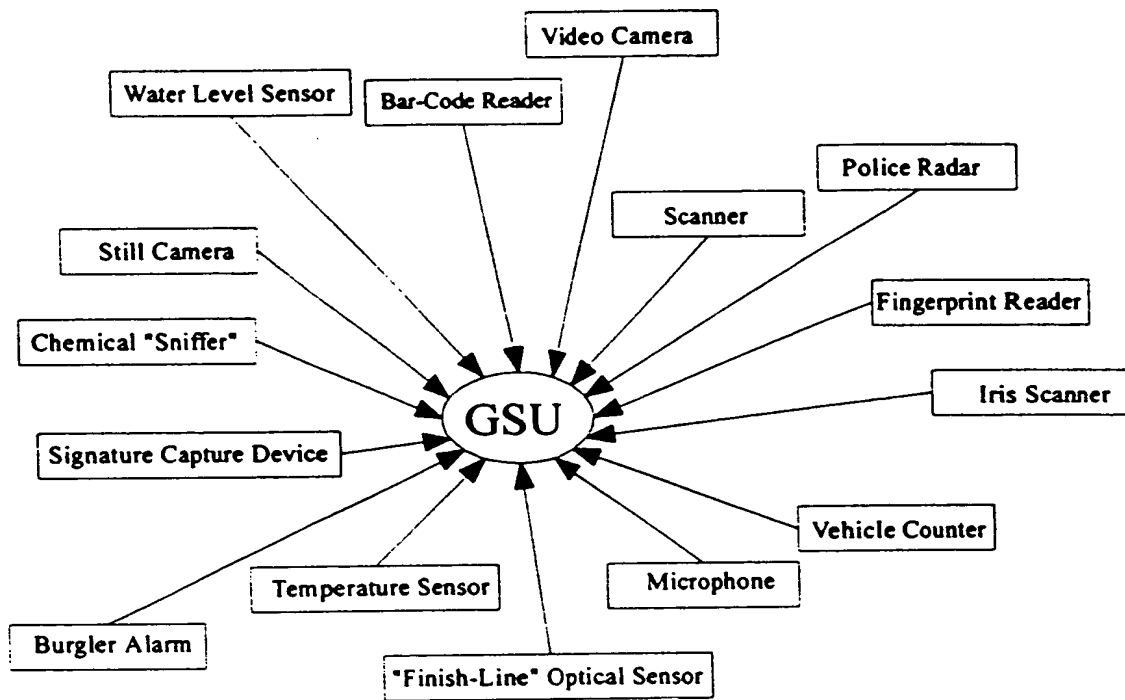 Video Camera
Water Level Sensor
Bar-Code Reader
Police Radar
Scanner
Still Camera
Fingerprint Reader
Chemical "Sniffer"
Iris Scanner
GSU
Signature Capture Device
Vehicle Counter
Temperature Sensor
Microphone
Burgler Alarm
"Finish-Line" Optical Sensor